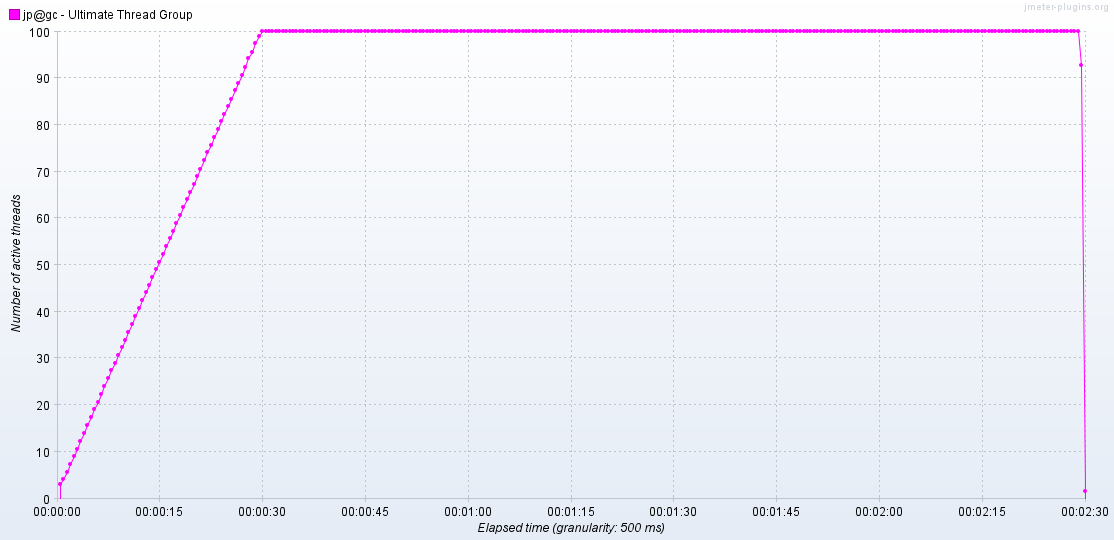 jmeter-plugins.org
jp@gc - Ultimate Thread Group
100
90
80
70
60
50
40
30
20
10
0
Number of active threads
00:00:00 00:00:15 00:00:30 00:00:45 00:01:00 00:01:15 00:01:30 00:01:45 00:02:00 00:02:15 00:02:30
Elapsed time (granularity: 500 ms)